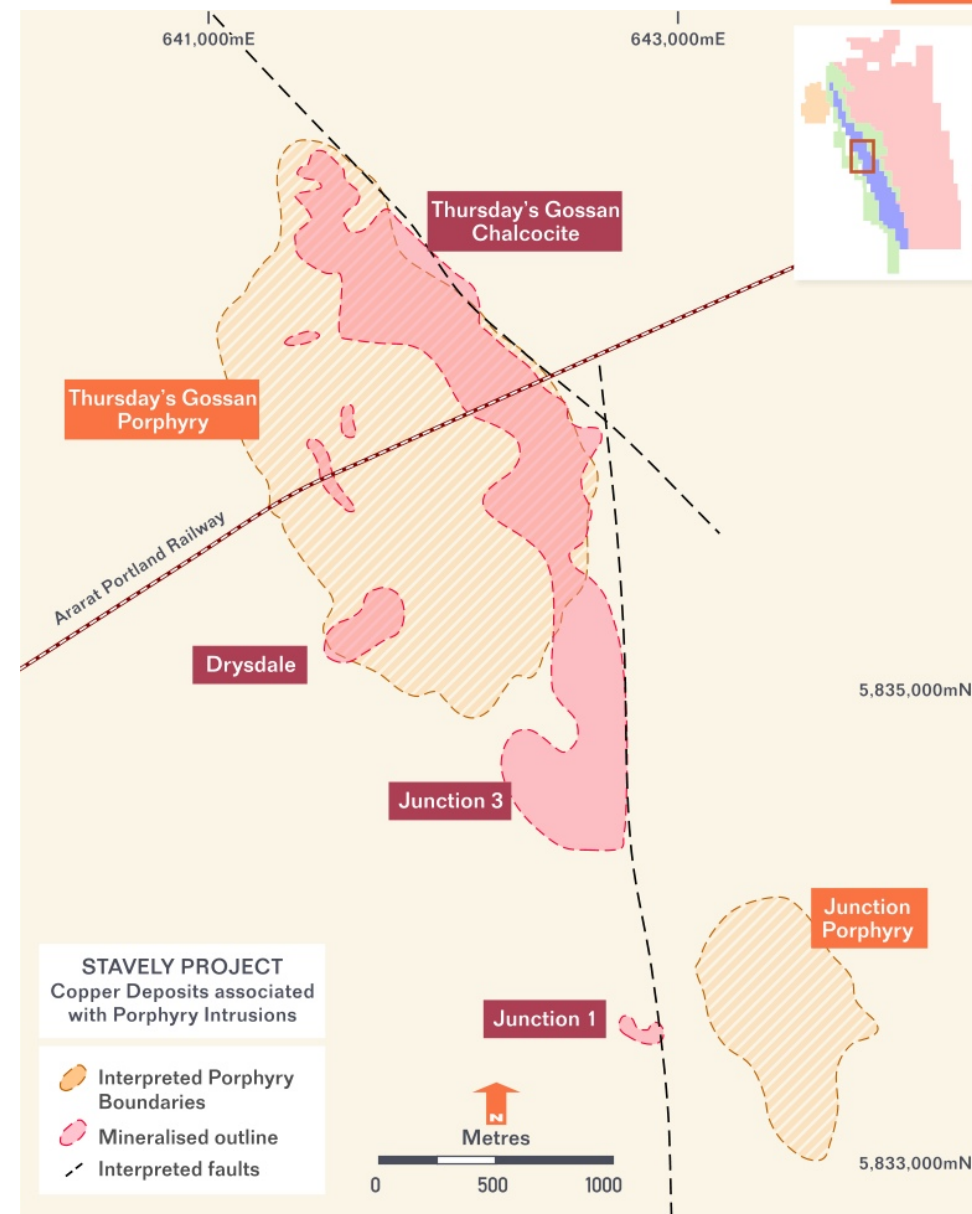 641,000mE
643,000mE
Thursday's Gossan
Chalcocite
Thursday's Gossan
Porphyry
Ararat Portland Railway
Drysdale
5,835,000mN
Junction 3
Junction
Porphyry
STAVELY PROJECT
Copper Deposits associated
with Porphyry Intrusions
Junction 1
Interpreted Porphyry
Boundaries
Mineralised outline
Interpreted faults
N
Metres
0 500 1000
5,833,000mN